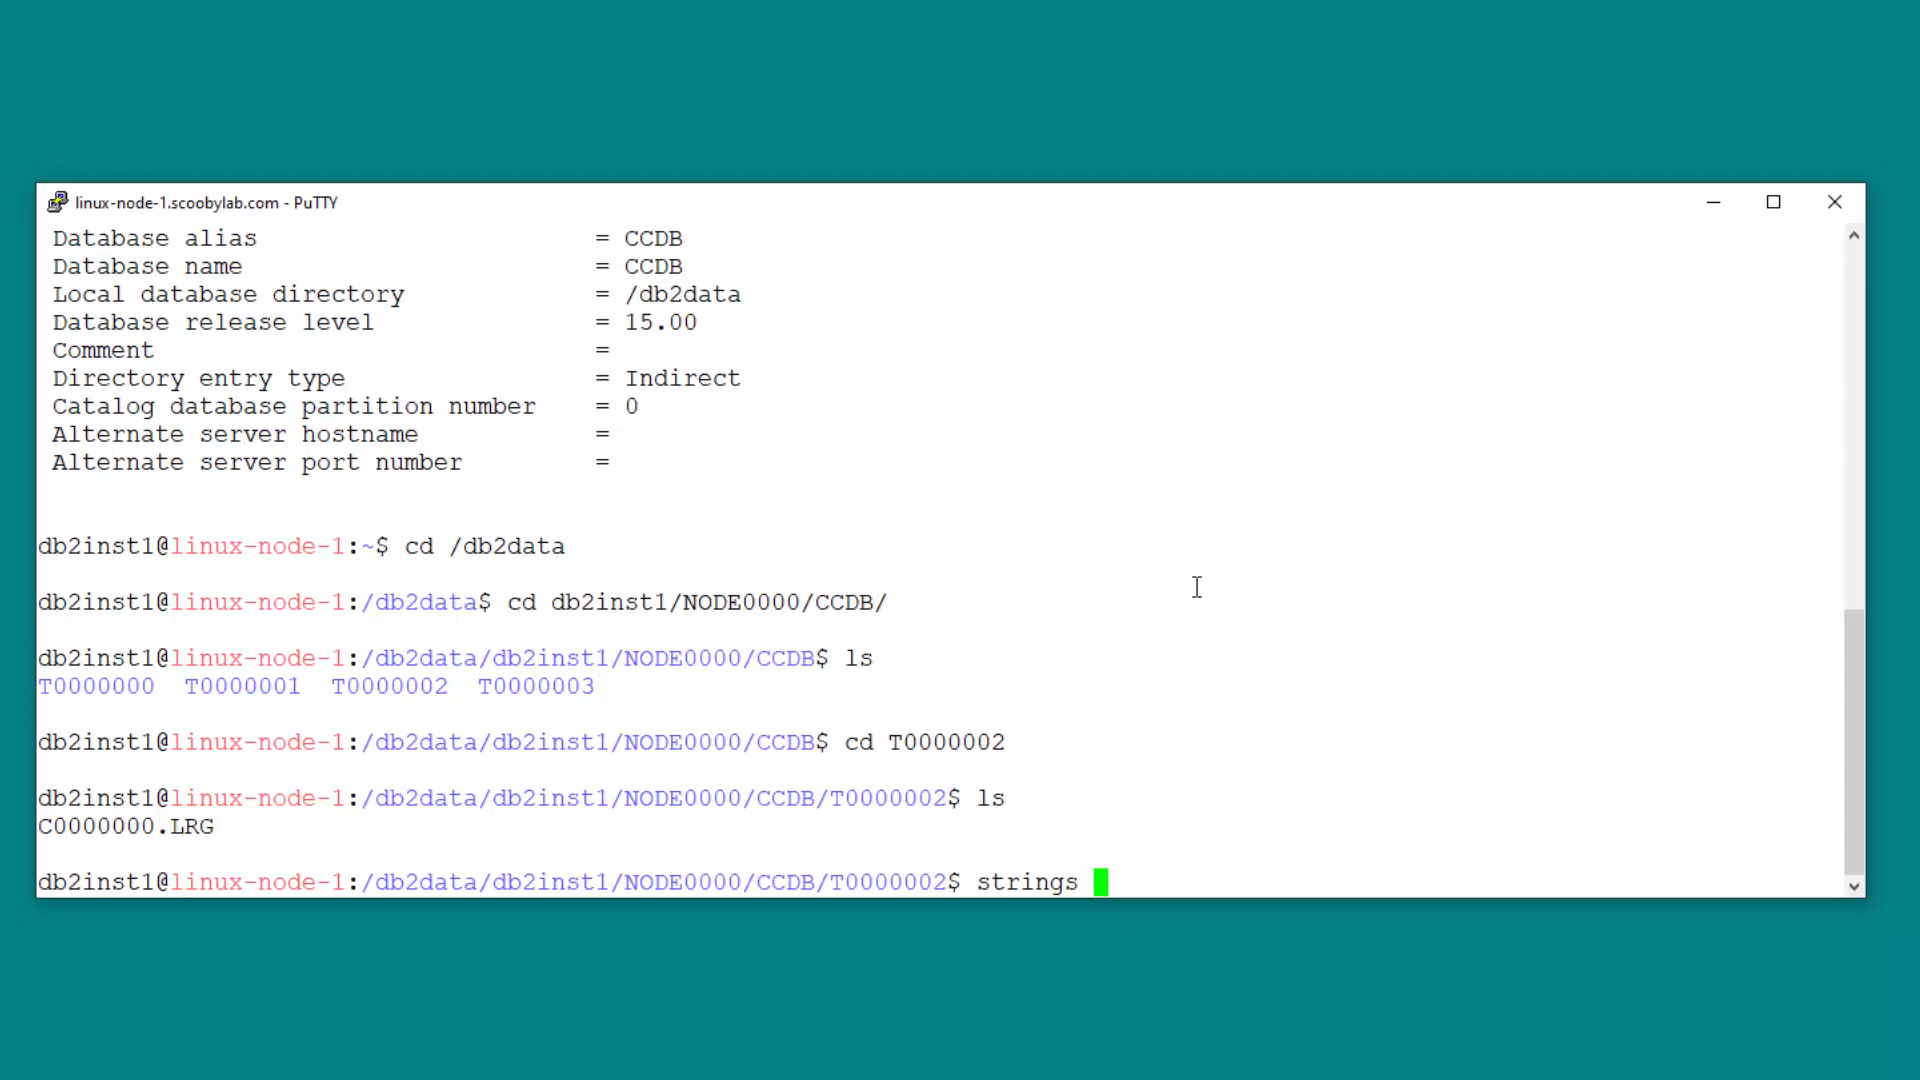 linux-node-1.scoobylab.com - PuTTY
Database alias = CCDB
Database name = CCDB
Local database directory = /db2data
Database release level = 15.00
Comment =
Directory entry type = Indirect
Catalog database partition number = 0
Alternate server hostname =
Alternate server port number =
db2inst1@linux-node-1:~$ cd /db2data
db2inst1@linux-node-1:/db2data$ cd db2inst1/NODE0000/CCDB/
db2inst1@linux-node-1:/db2data/db2inst1/NODE0000/CCDB$ ls
T0000000 T0000001 T0000002 T0000003
db2inst1@linux-node-1:/db2data/db2inst1/NODE0000/CCDB$ cd T0000002
db2inst1@linux-node-1:/db2data/db2inst1/NODE0000/CCDB/T0000002$ ls
C0000000.LRG
db2inst1@linux-node-1:/db2data/db2inst1/NODE0000/CCDB/T0000002$ strings